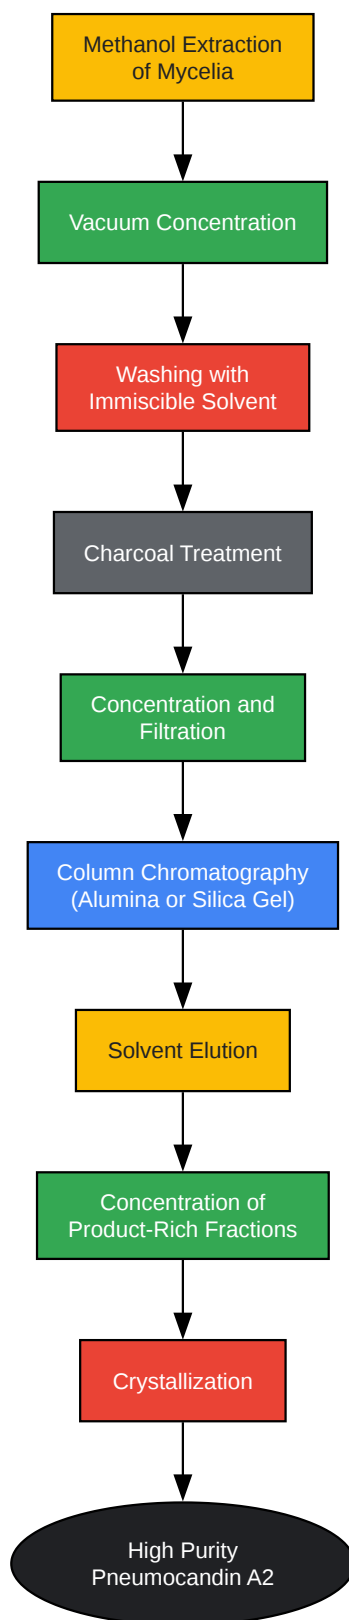 Methanol Extraction
of Mycelia
Vacuum Concentration
Washing with
Immiscible Solvent
Charcoal Treatment
Concentration and
Filtration
Column Chromatography
(Alumina or Silica Gel)
Solvent Elution
Concentration of
Product-Rich Fractions
Crystallization
High Purity
Pneumocandin A2